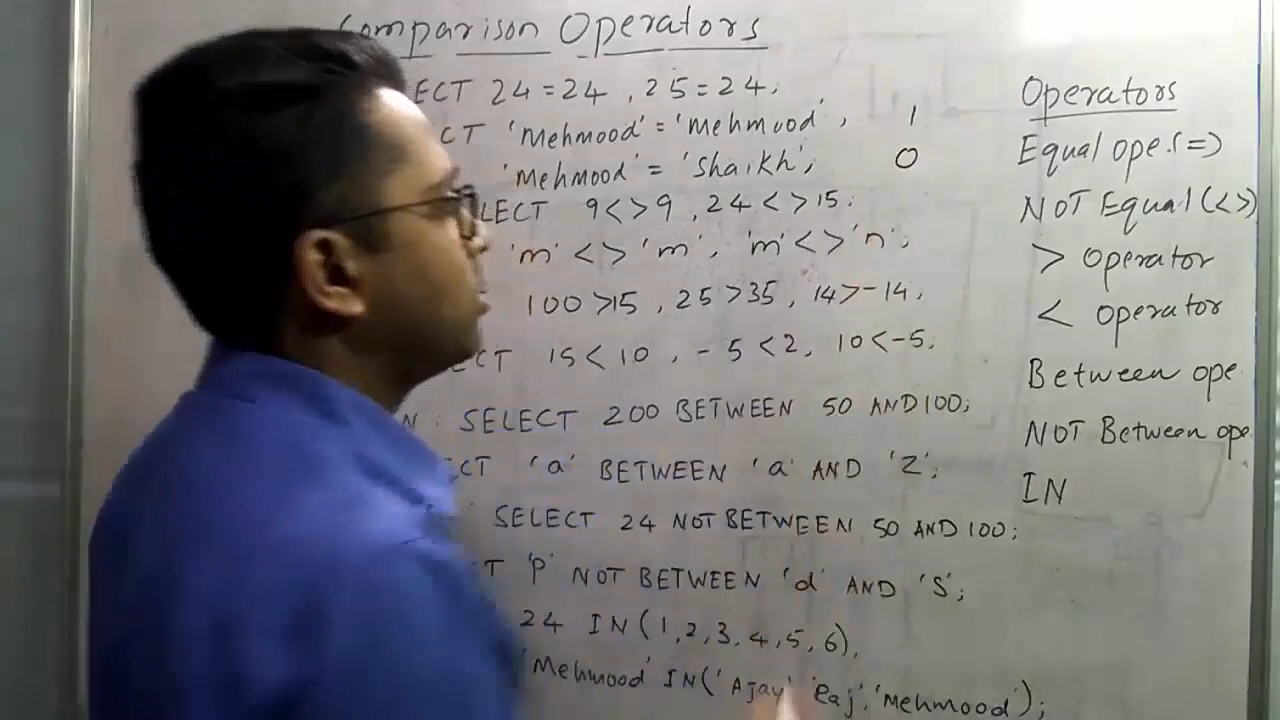 Comparison Operators
ECT 24=24 , 25=24;
CT 'Mehmood'='Mehmood',
'Mehmood'='Shaikh';
1
0
LECT 9<>9 , 24<>15;
'm'<>'m', 'm'<>'n';
100>15 , 25>35 , 14>-14;
ECT 15<10 , -5<2, 10<-5;
N : SELECT 200 BETWEEN 50 AND 100;
CT 'a' BETWEEN 'a' AND 'z';
SELECT 24 NOT BETWEEN 50 AND 100;
T 'P' NOT BETWEEN 'd' AND 'S';
24 IN(1,2,3,4,5,6),
'Mehmood' IN('Ajay' 'Raj','Mehmood');
Operators
Equal ope.(=)
NOT Equal(<>)
> Operator
< operator
Between ope
NOT Between ope
IN